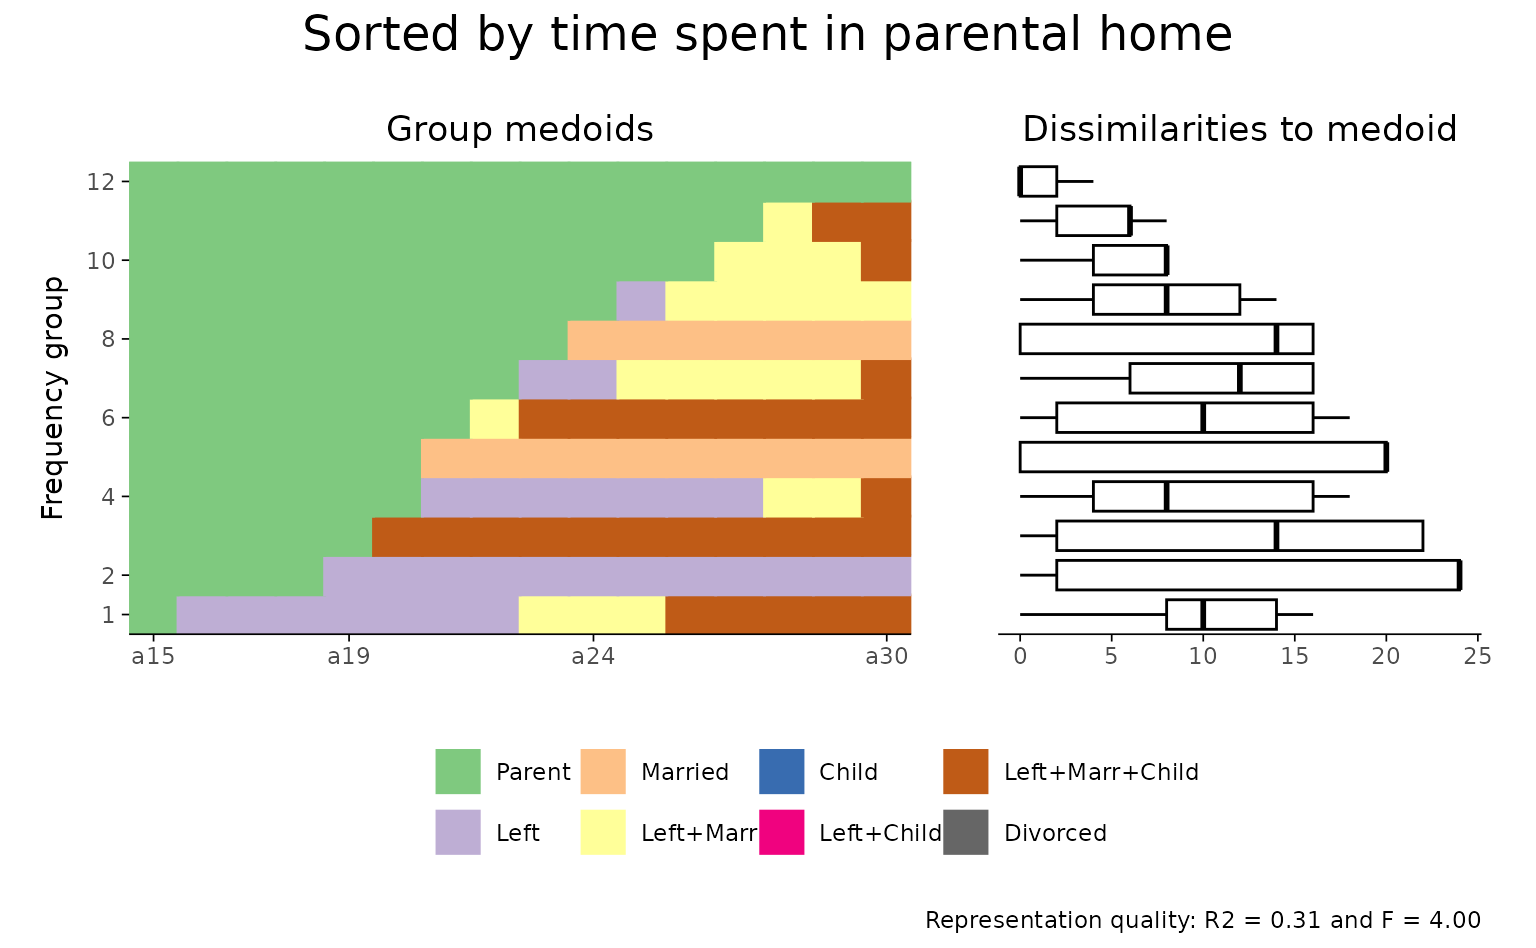 Sorted by time spent in parental home
Group medoids
Dissimilarities to medoid
Frequency group
12
10
8
6
4
2
1
a15 a19 a24 a30
0 5 10 15 20 25
Parent Married Child Left+Marr+Child
Left Left+Marr Left+Child Divorced
Representation quality: R2 = 0.31 and F = 4.00